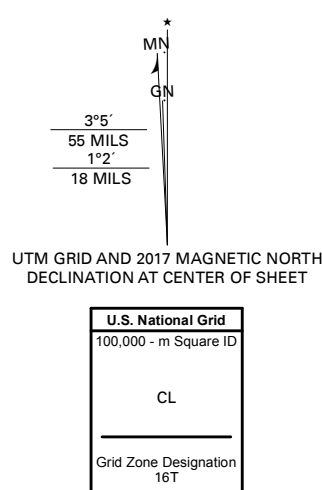 MN
GN
3°5´
55 MILS
1°2´
18 MILS
UTM GRID AND 2017 MAGNETIC NORTH
DECLINATION AT CENTER OF SHEET
U.S. National Grid
100,000 - m Square ID
CL
Grid Zone Designation
16T